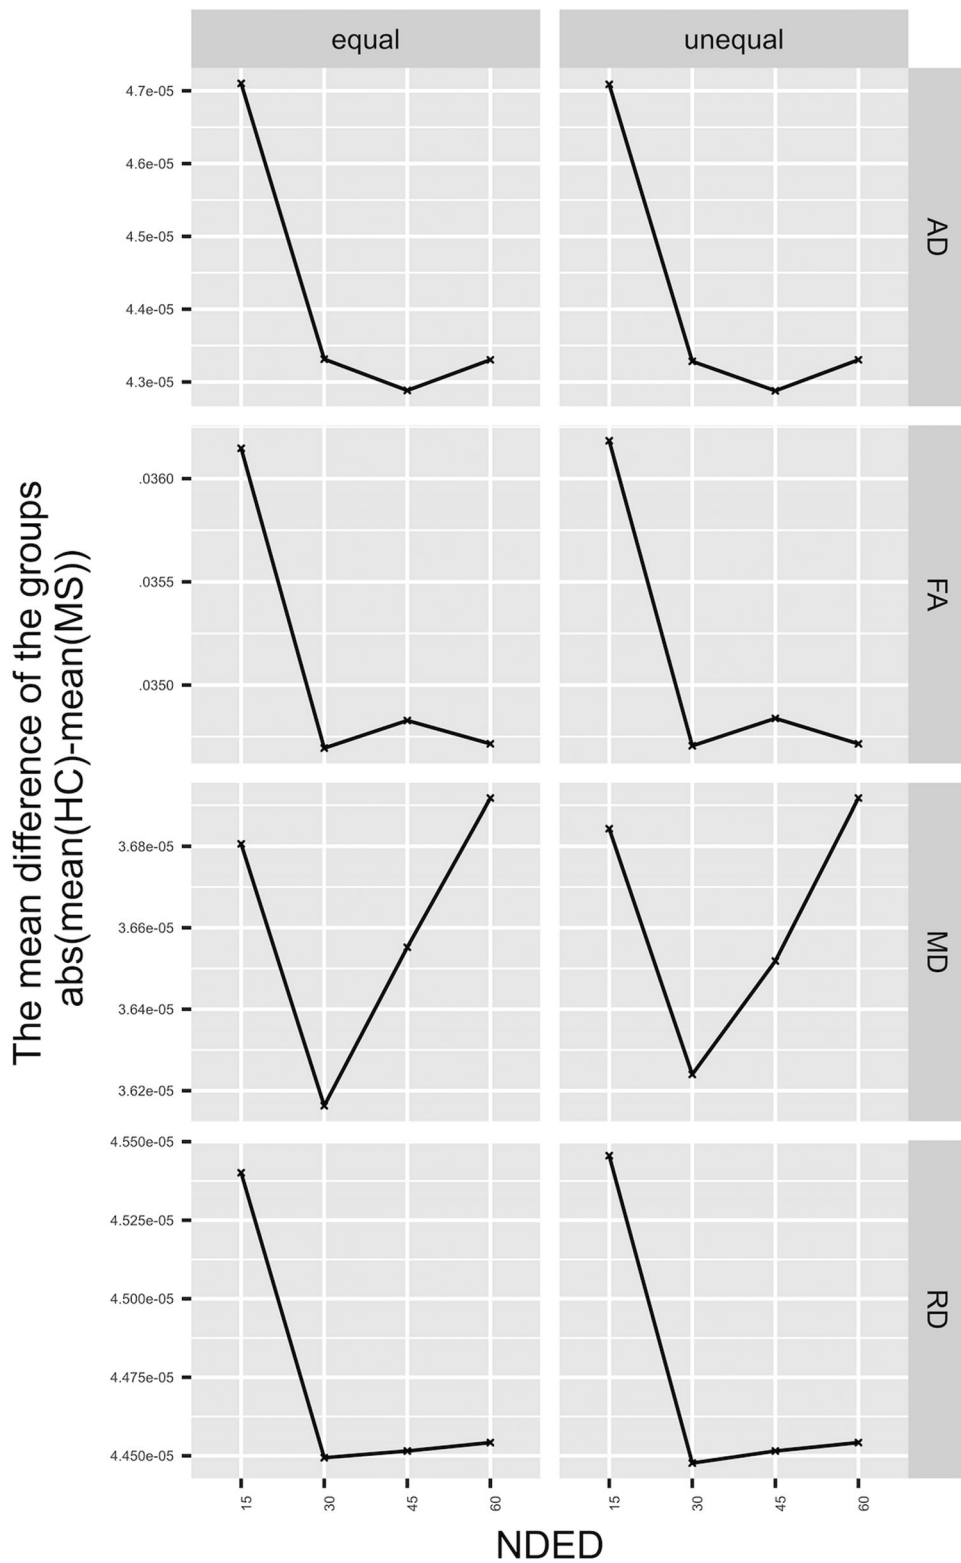 equal
unequal
4.7e-05
4.6e-05
4.5e-05
4.4e-05
4.3e-05
AD
.0360
.0355
.0350
FA
The mean difference of the groups
abs(mean(HC)-mean(MS))
3.68e-05
3.66e-05
3.64e-05
3.62e-05
MD
4.550e-05
4.525e-05
4.500e-05
4.475e-05
4.450e-05
RD
15 30 45 60
15 30 45 60
NDED